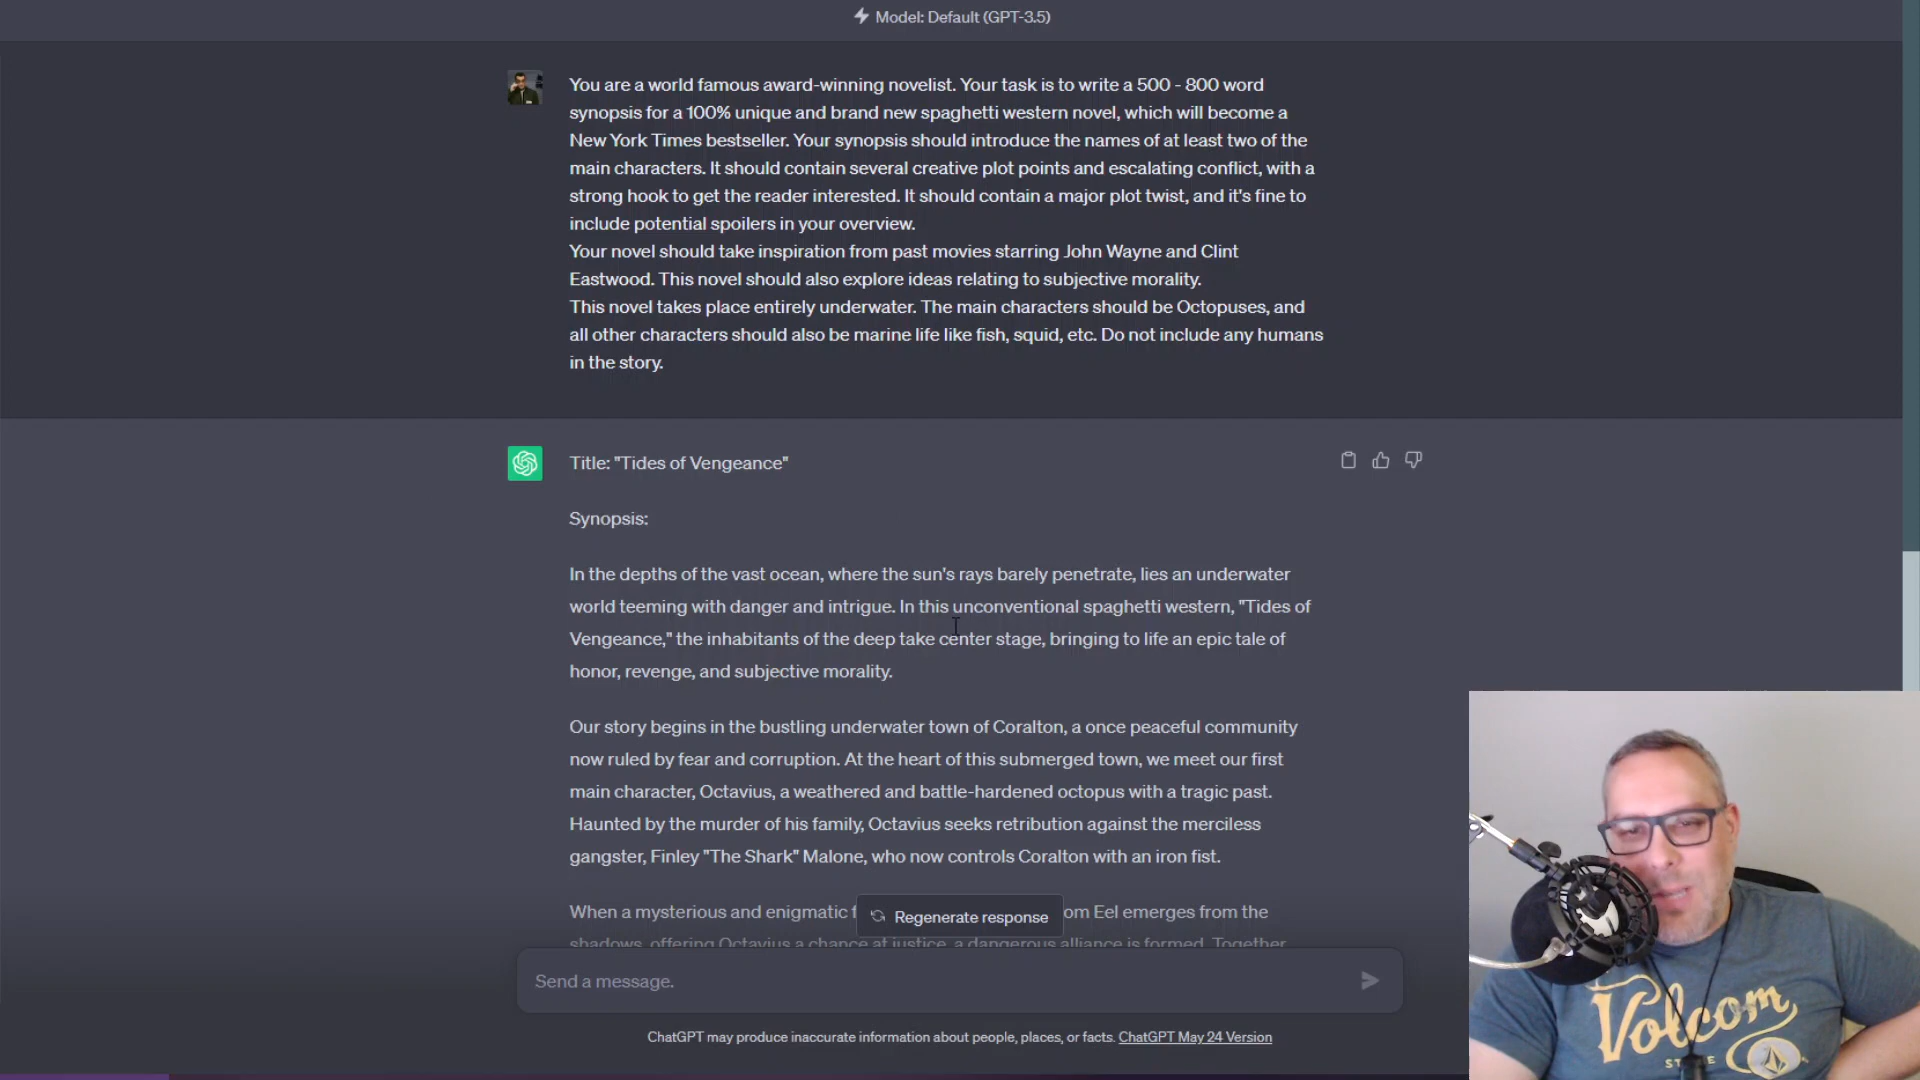 Model: Default (GPT-3.5)
You are a world famous award-winning novelist. Your task is to write a 500 - 800 word
synopsis for a 100% unique and brand new spaghetti western novel, which will become a
New York Times bestseller. Your synopsis should introduce the names of at least two of the
main characters. It should contain several creative plot points and escalating conflict, with a
strong hook to get the reader interested. It should contain a major plot twist, and it's fine to
include potential spoilers in your overview.
Your novel should take inspiration from past movies starring John Wayne and Clint
Eastwood. This novel should also explore ideas relating to subjective morality.
This novel takes place entirely underwater. The main characters should be Octopuses, and
all other characters should also be marine life like fish, squid, etc. Do not include any humans
in the story.
Title: "Tides of Vengeance"
Synopsis:
In the depths of the vast ocean, where the sun's rays barely penetrate, lies an underwater
world teeming with danger and intrigue. In this unconventional spaghetti western, "Tides of
Vengeance," the inhabitants of the deep take center stage, bringing to life an epic tale of
honor, revenge, and subjective morality.
Our story begins in the bustling underwater town of Coralton, a once peaceful community
now ruled by fear and corruption. At the heart of this submerged town, we meet our first
main character, Octavius, a weathered and battle-hardened octopus with a tragic past.
Haunted by the murder of his family, Octavius seeks retribution against the merciless
gangster, Finley "The Shark" Malone, who now controls Coralton with an iron fist.
When a mysterious and enigmatic f
om Eel emerges from the
Regenerate response
shadows, offering Octavius a chance at justice, a dangerous alliance is formed. Together
Send a message.
ChatGPT may produce inaccurate information about people, places, or facts. ChatGPT May 24 Version
Volcom